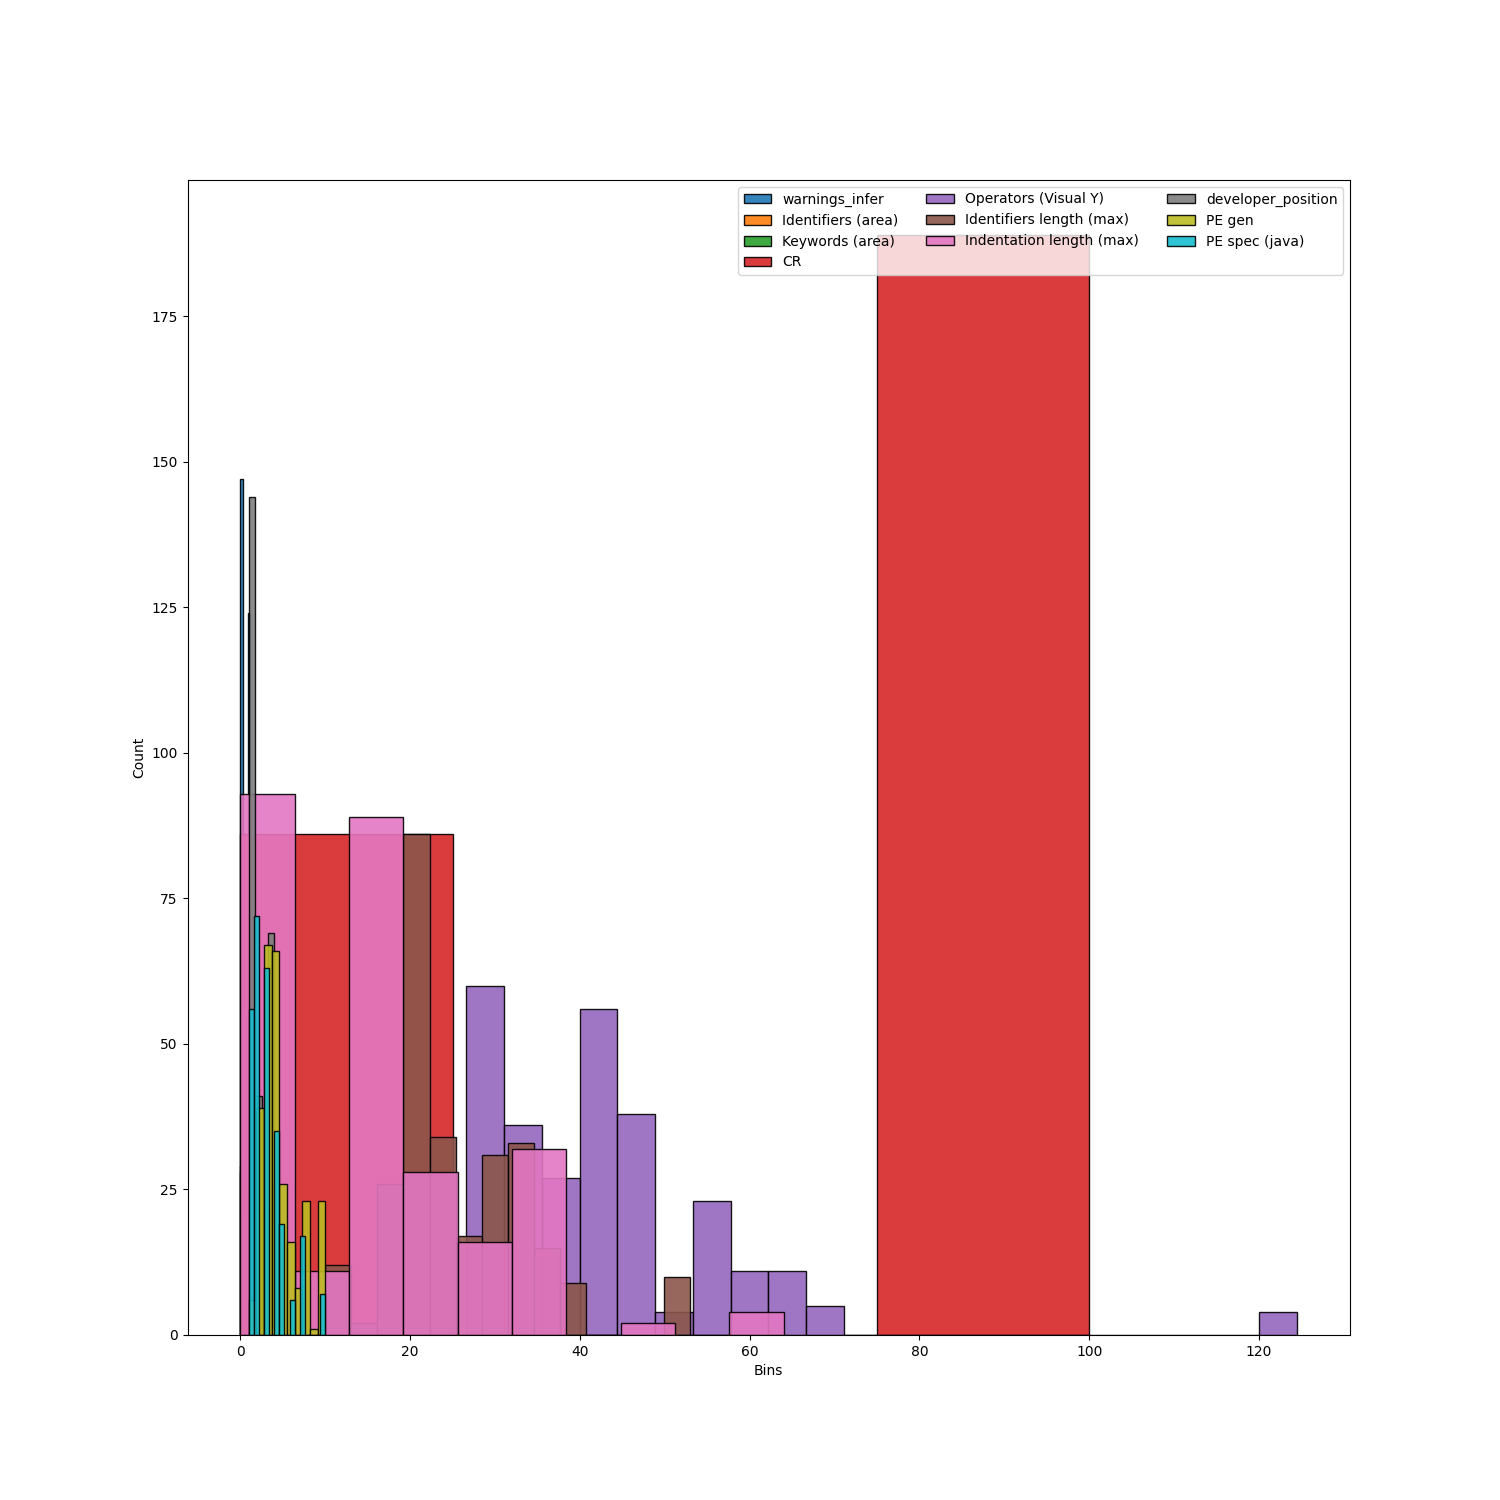 warnings_infer
Identifiers (area)
Keywords (area)
CR
Operators (Visual Y)
Identifiers length (max)
Indentation length (max)
developer_position
PE gen
PE spec (java)
175
150
125
100
75
50
25
0
Count
0 20 40 60 80 100 120
Bins